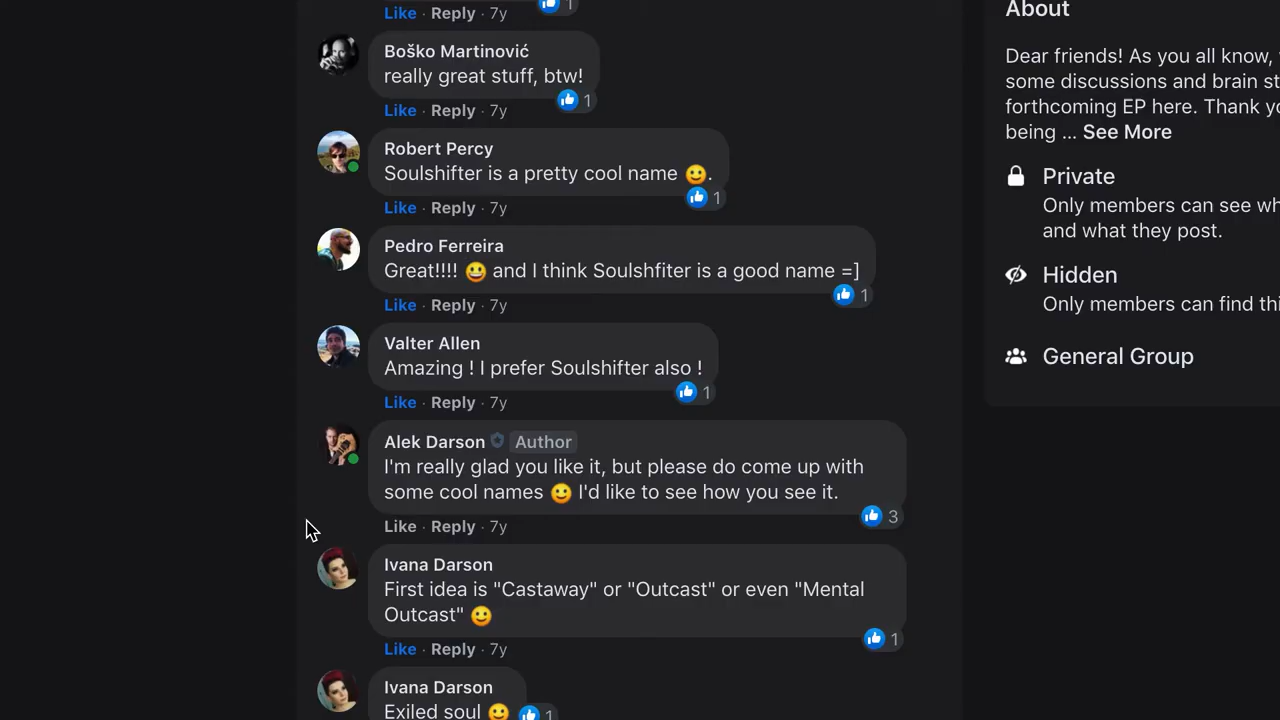 Like · Reply · 7y
1
Boško Martinović
really great stuff, btw!
1
Like · Reply · 7y
Robert Percy
Soulshifter is a pretty cool name 🙂.
1
Like · Reply · 7y
Pedro Ferreira
Great!!!! 😀 and I think Soulshfiter is a good name =]
1
Like · Reply · 7y
Valter Allen
Amazing ! I prefer Soulshifter also !
1
Like · Reply · 7y
Alek Darson Author
I'm really glad you like it, but please do come up with
some cool names 🙂 I'd like to see how you see it.
3
Like · Reply · 7y
Ivana Darson
First idea is "Castaway" or "Outcast" or even "Mental
Outcast" 🙂
1
Like · Reply · 7y
Ivana Darson
Exiled soul 🙂
1
About
Dear friends! As you all know,
some discussions and brain st
forthcoming EP here. Thank yo
being ... See More
Private
Only members can see wh
and what they post.
Hidden
Only members can find thi
General Group